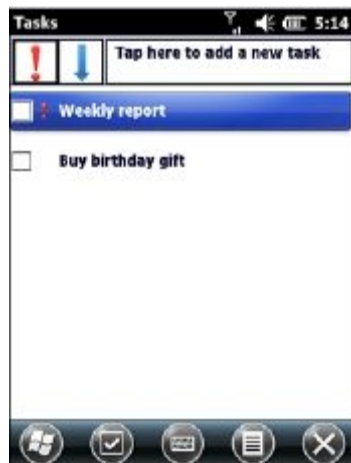 Tasks 5:14
Tap here to add a new task
Weekly report
Buy birthday gift